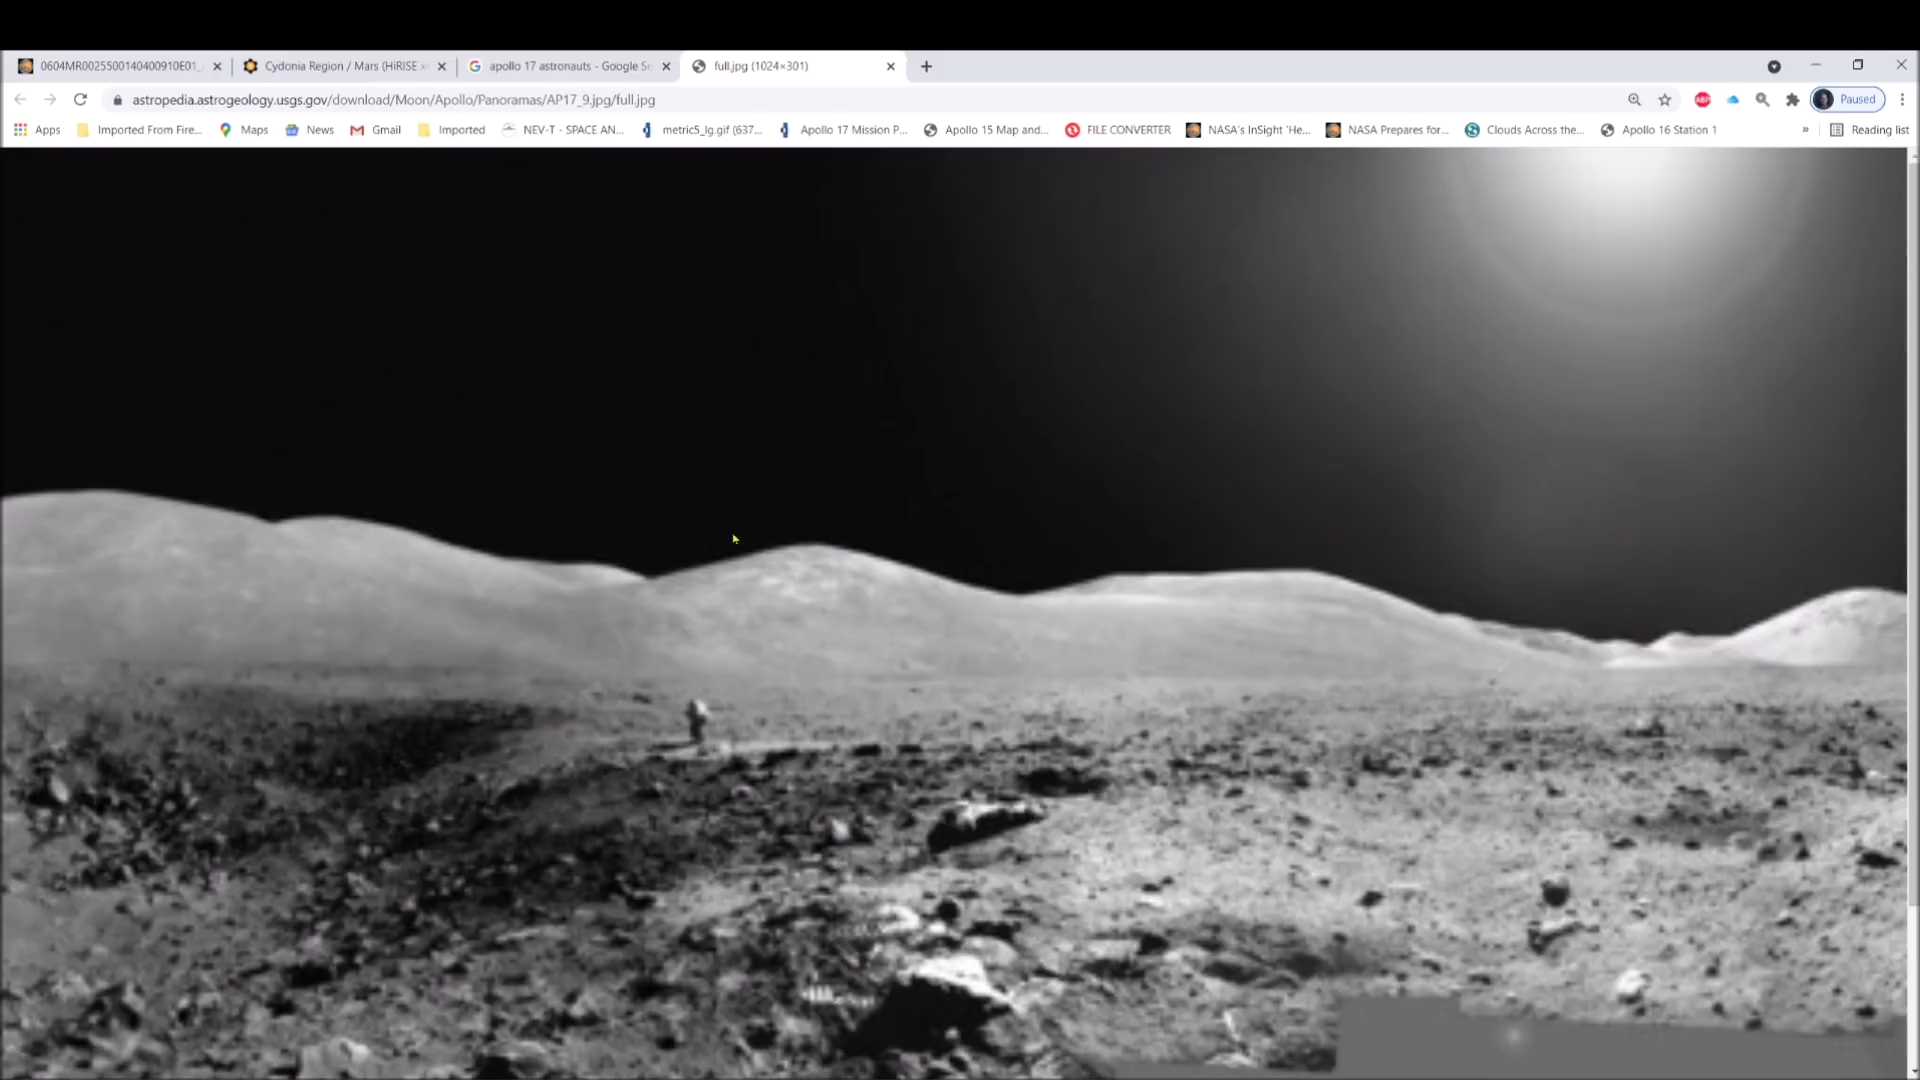 0604MR0025500140400910E01_
Cydonia Region / Mars (HiRISE x
apollo 17 astronauts - Google Se
full.jpg (1024×301)
astropedia.astrogeology.usgs.gov/download/Moon/Apollo/Panoramas/AP17_9.jpg/full.jpg
ABP
Paused
Apps
Imported From Fire...
Maps
News
Gmail
Imported
NEV-T - SPACE AN...
metric5_lg.gif (637...
Apollo 17 Mission P...
Apollo 15 Map and...
FILE CONVERTER
NASA's InSight 'He...
NASA Prepares for...
Clouds Across the...
Apollo 16 Station 1
»
Reading list